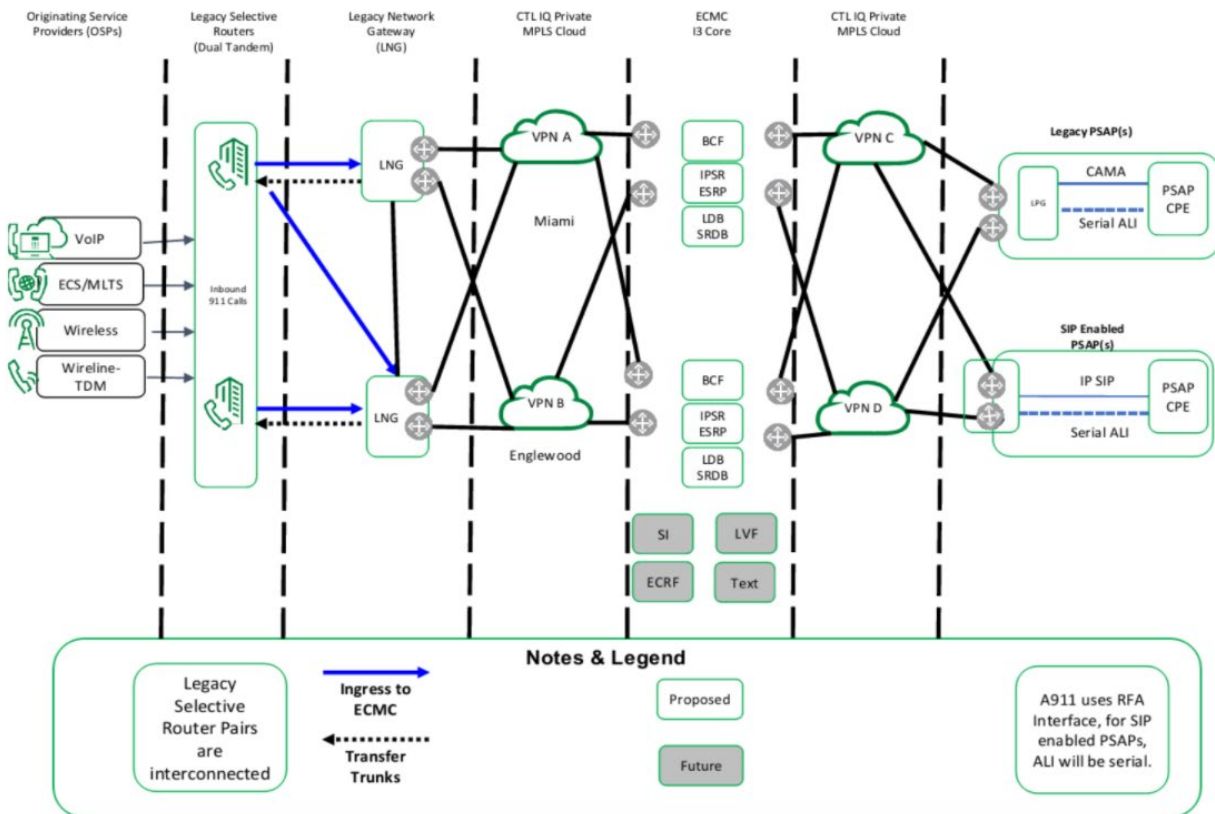 Originating Service
Providers (OSPs)
Legacy Selective
Routers
(Dual Tandem)
Legacy Network
Gateway
(LNG)
CTL IQ Private
MPLS Cloud
ECMC
I3 Core
CTL IQ Private
MPLS Cloud
VoIP
ECS/MLTS
Wireless
Wireline-
TDM
Inbound
911 Calls
LNG
LNG
VPN A
Miami
VPN B
Englewood
BCF
IPSR
ESRP
LDB
SRDB
BCF
IPSR
ESRP
LDB
SRDB
SI
LVF
ECRF
Text
VPN C
VPN D
Legacy PSAP(s)
LPG
CAMA
Serial ALI
PSAP
CPE
SIP Enabled
PSAP(s)
IP SIP
Serial ALI
PSAP
CPE
Notes & Legend
Legacy
Selective
Router Pairs
are
interconnected
Ingress to
ECMC
Transfer
Trunks
Proposed
Future
A911 uses RFA
Interface, for SIP
enabled PSAPs,
ALI will be serial.